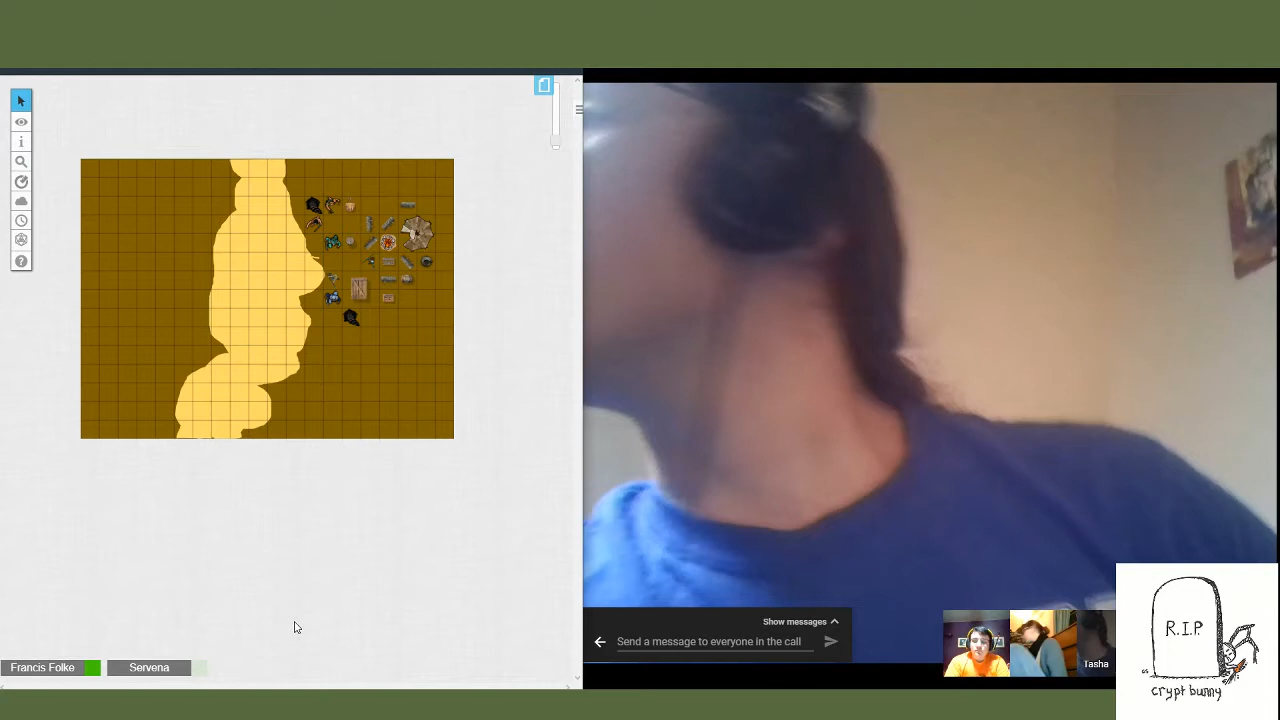 Francis Folke
Servena
Show messages
Send a message to everyone in the call
Tasha
R.I.P.
crypt bunny